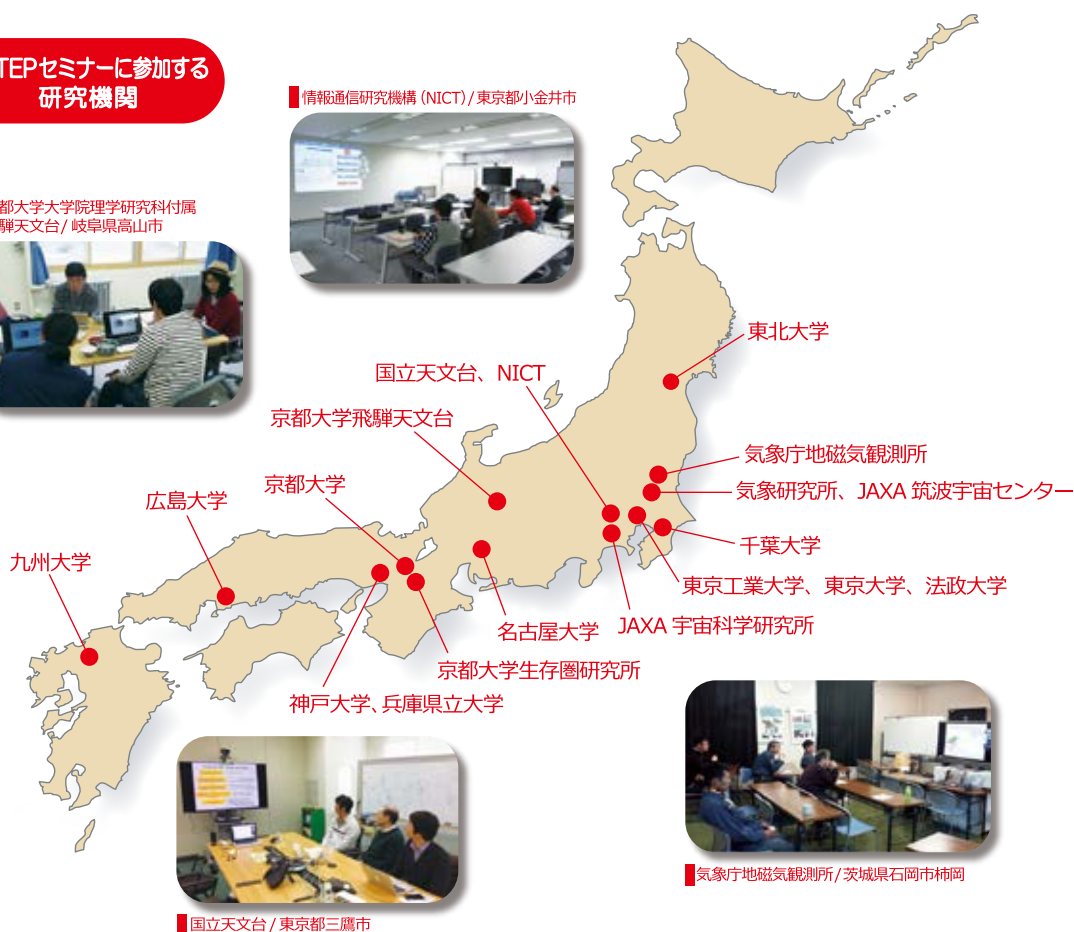 TEPセミナーに参加する
研究機関
情報通信研究機構（NICT）/ 東京都小金井市
都大学大学院理学研究科付属
騨天文台 / 岐阜県高山市
東北大学
国立天文台、NICT
京都大学飛騨天文台
気象庁地磁気観測所
京都大学
気象研究所、JAXA 筑波宇宙センター
広島大学
千葉大学
九州大学
東京工業大学、東京大学、法政大学
名古屋大学
JAXA 宇宙科学研究所
京都大学生存圏研究所
神戸大学、兵庫県立大学
気象庁地磁気観測所 / 茨城県石岡市柿岡
国立天文台 / 東京都三鷹市